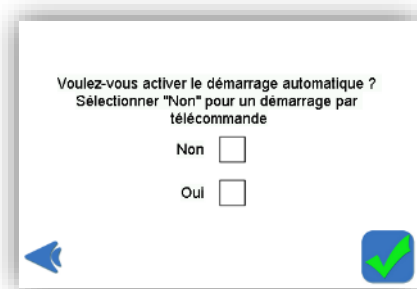 Voulez-vous activer le démarrage automatique ?
Sélectionner "Non" pour un démarrage par
télécommande
Non
Oui